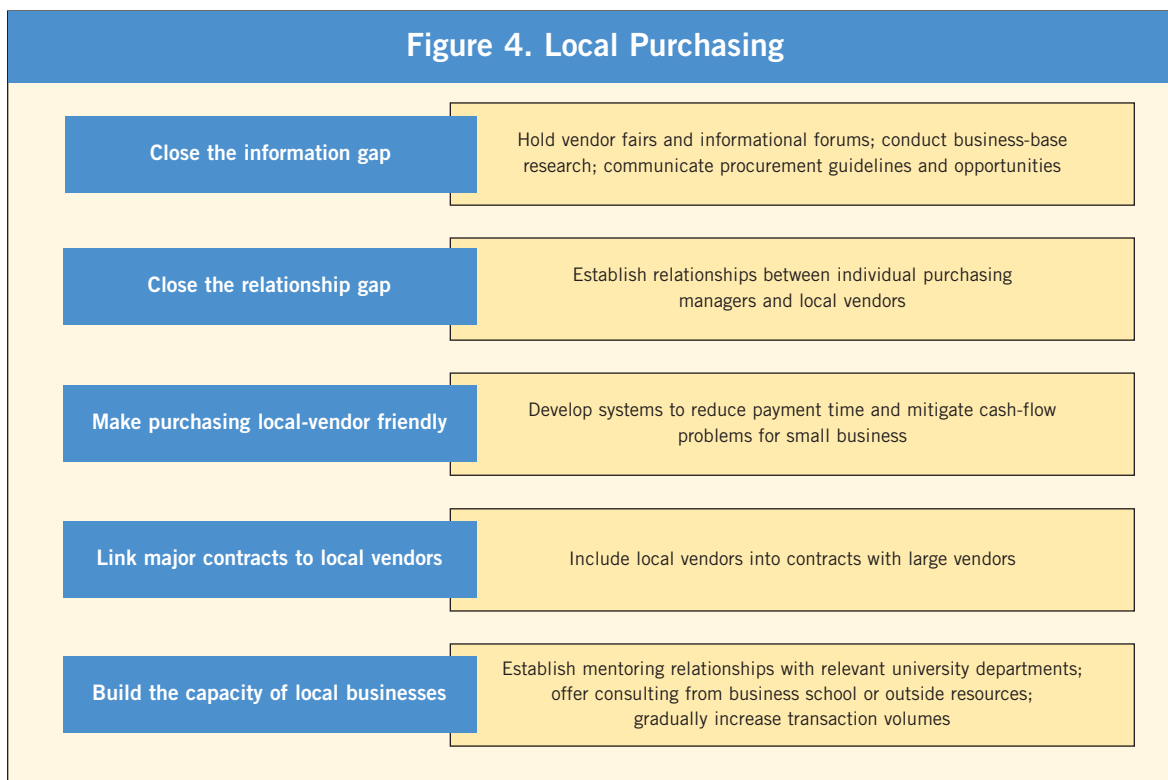 Figure 4. Local Purchasing
Close the information gap
Hold vendor fairs and informational forums; conduct business-base
research; communicate procurement guidelines and opportunities
Close the relationship gap
Establish relationships between individual purchasing
managers and local vendors
Make purchasing local-vendor friendly
Develop systems to reduce payment time and mitigate cash-flow
problems for small business
Link major contracts to local vendors
Include local vendors into contracts with large vendors
Build the capacity of local businesses
Establish mentoring relationships with relevant university departments;
offer consulting from business school or outside resources;
gradually increase transaction volumes